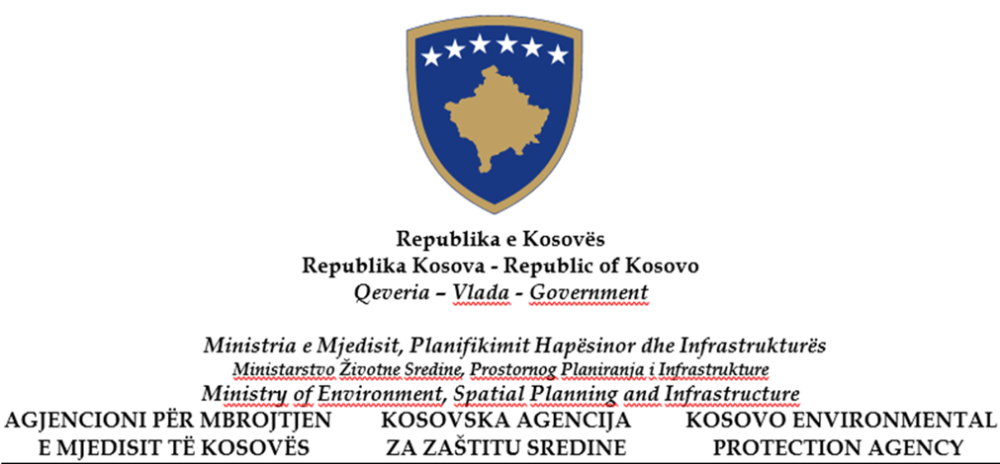 Republika e Kosovës
Republika Kosova - Republic of Kosovo
Qeveria – Vlada - Government
Ministria e Mjedisit, Planifikimit Hapësinor dhe Infrastrukturës
Ministarstvo Životne Sredine, Prostornog Planiranja i Infrastrukture
Ministry of Environment, Spatial Planning and Infrastructure
AGJENCIONI PËR MBROJTJEN KOSOVSKA AGENCIJA KOSOVO ENVIRONMENTAL
E MJEDISIT TË KOSOVËS ZA ZAŠTITU SREDINE PROTECTION AGENCY